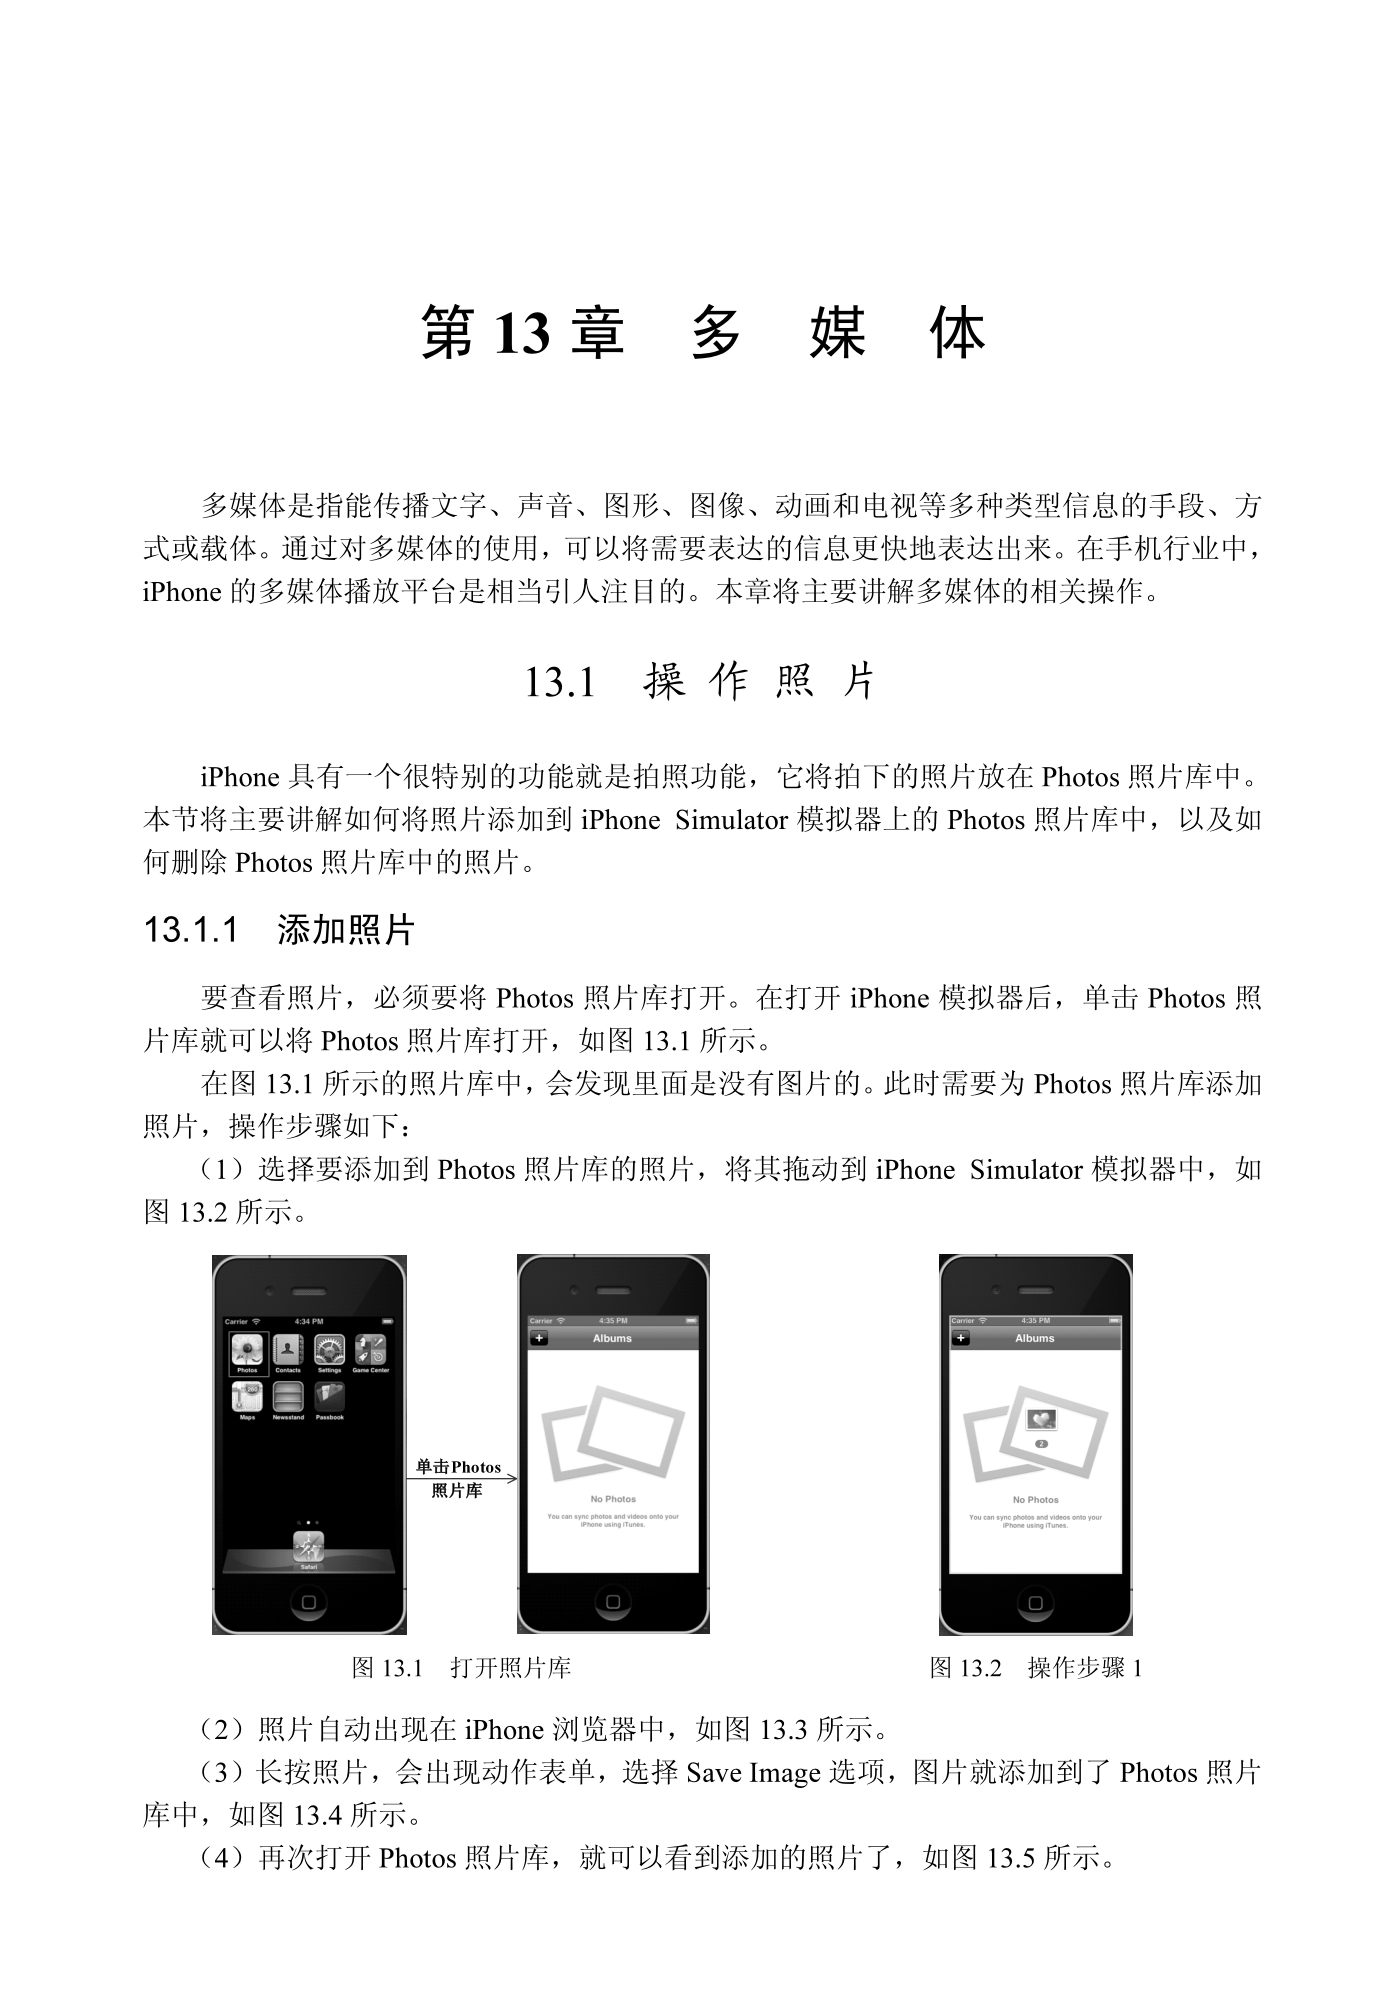 第 13 章 多 媒 体
多媒体是指能传播文字、声音、图形、图像、动画和电视等多种类型信息的手段、方
式或载体。通过对多媒体的使用，可以将需要表达的信息更快地表达出来。在手机行业中，
iPhone 的多媒体播放平台是相当引人注目的。本章将主要讲解多媒体的相关操作。
13.1 操 作 照 片
iPhone 具有一个很特别的功能就是拍照功能，它将拍下的照片放在 Photos 照片库中。
本节将主要讲解如何将照片添加到 iPhone Simulator 模拟器上的 Photos 照片库中，以及如
何删除 Photos 照片库中的照片。
13.1.1 添加照片
要查看照片，必须要将 Photos 照片库打开。在打开 iPhone 模拟器后，单击 Photos 照
片库就可以将 Photos 照片库打开，如图 13.1 所示。
在图 13.1 所示的照片库中，会发现里面是没有图片的。此时需要为 Photos 照片库添加
照片，操作步骤如下：
（1）选择要添加到 Photos 照片库的照片，将其拖动到 iPhone Simulator 模拟器中，如
图 13.2 所示。
Carrier 4:34 PM
Photos Contacts Settings Game Center
Maps Newsstand Passbook
Safari
单击Photos
照片库
Carrier 4:35 PM
+ Albums
No Photos
You can sync photos and videos onto your
iPhone using iTunes.
Carrier 4:35 PM
+ Albums
2
No Photos
You can sync photos and videos onto your
iPhone using iTunes.
图 13.1 打开照片库
图 13.2 操作步骤 1
（2）照片自动出现在 iPhone 浏览器中，如图 13.3 所示。
（3）长按照片，会出现动作表单，选择 Save Image 选项，图片就添加到了 Photos 照片
库中，如图 13.4 所示。
（4）再次打开 Photos 照片库，就可以看到添加的照片了，如图 13.5 所示。